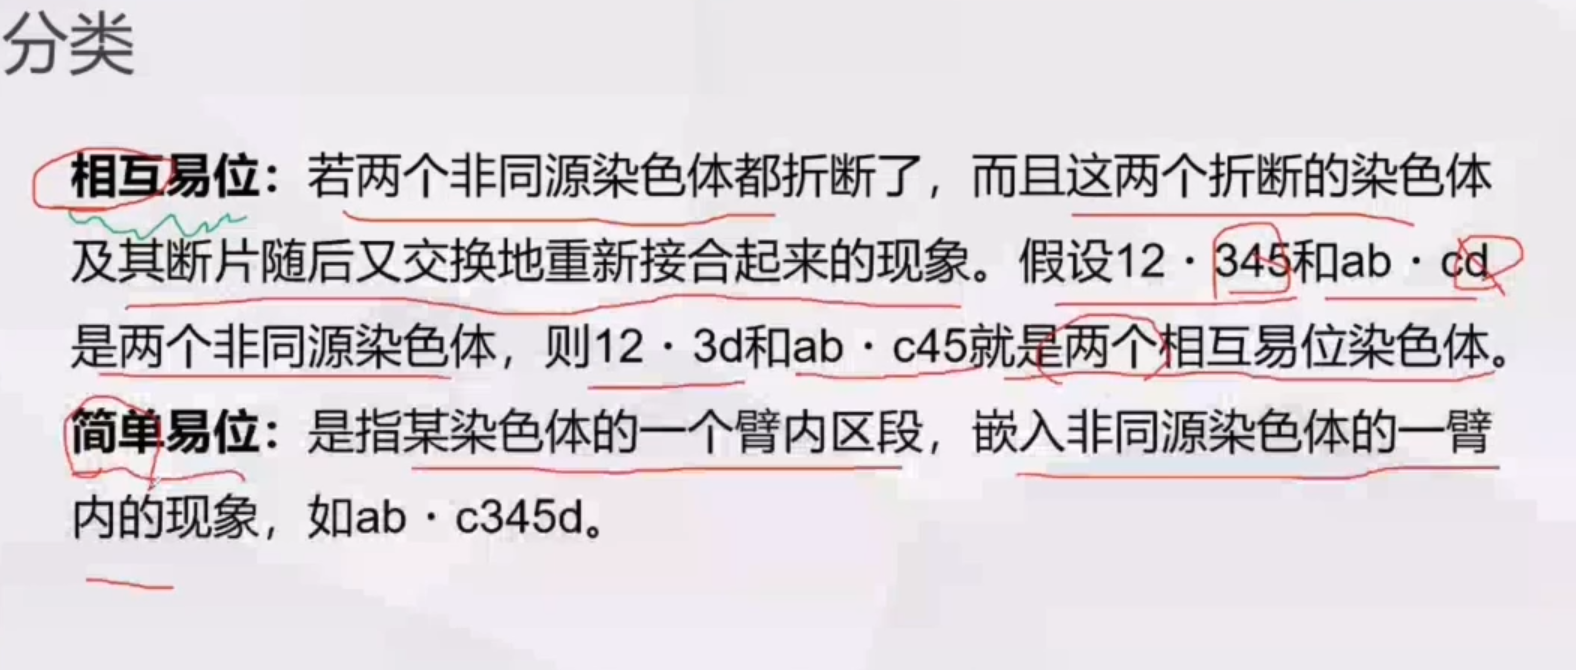 分类
相互易位：若两个非同源染色体都折断了，而且这两个折断的染色体
及其断片随后又交换地重新接合起来的现象。假设12・345和ab・cd
是两个非同源染色体，则12・3d和ab・c45就是两个相互易位染色体。
简单易位：是指某染色体的一个臂内区段，嵌入非同源染色体的一臂
内的现象，如ab・c345d。